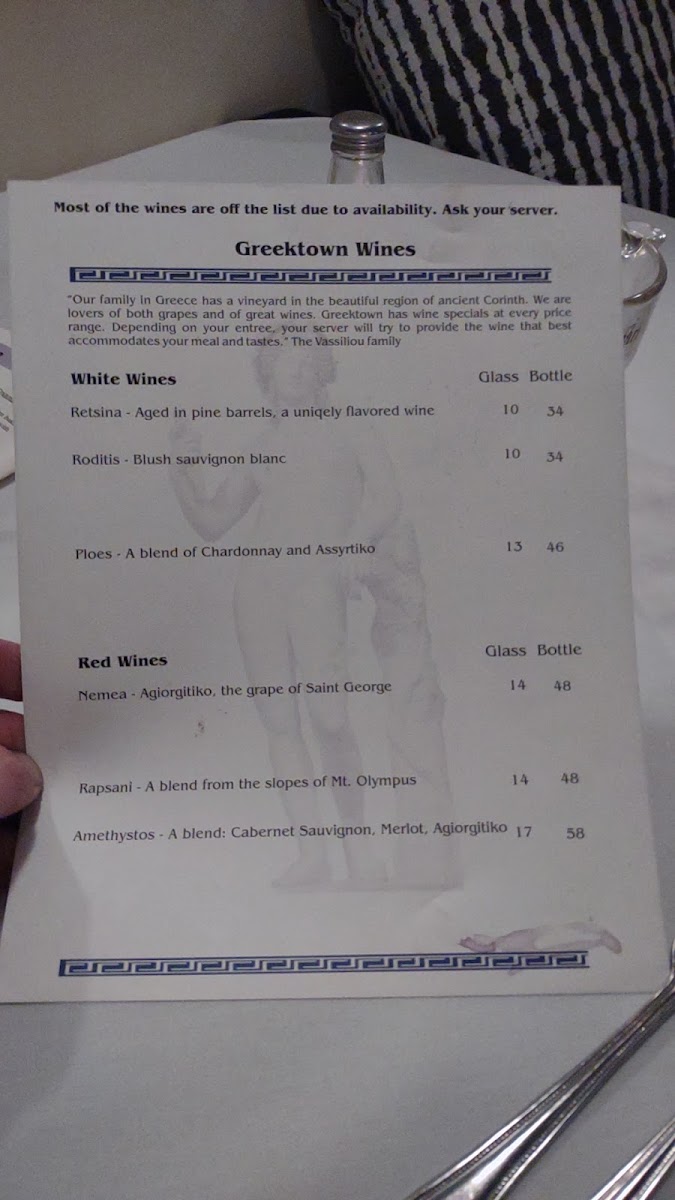 Most of the wines are off the list due to availability. Ask your server.
Greektown Wines
"Our family in Greece has a vineyard in the beautiful region of ancient Corinth. We are
lovers of both grapes and of great wines. Greektown has wine specials at every price
range. Depending on your entree, your server will try to provide the wine that best
accommodates your meal and tastes." The Vassiliou family
White Wines Glass Bottle
Retsina - Aged in pine barrels, a uniqely flavored wine 10 34
Roditis - Blush sauvignon blanc 10 34
Ploes - A blend of Chardonnay and Assyrtiko 13 46
Red Wines Glass Bottle
Nemea - Agiorgitiko, the grape of Saint George 14 48
Rapsani - A blend from the slopes of Mt. Olympus 14 48
Amethystos - A blend: Cabernet Sauvignon, Merlot, Agiorgitiko 17 58